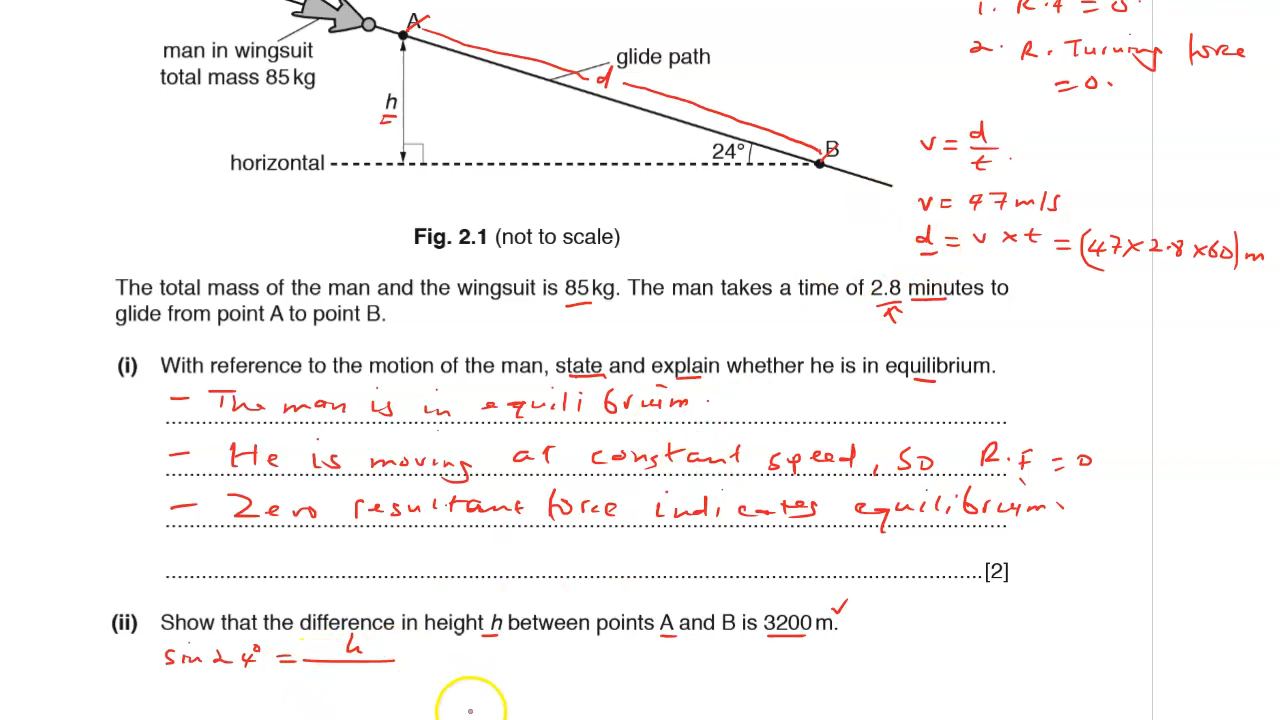 1. R.F = 0.
2. R. Turning force
= 0.
A
man in wingsuit
total mass 85 kg
glide path
d
h
horizontal
24°
B
v = d
t
v = 47 m/s
d = v × t = (47 × 2.8 × 60) m
Fig. 2.1 (not to scale)
The total mass of the man and the wingsuit is 85 kg. The man takes a time of 2.8 minutes to
glide from point A to point B.
(i) With reference to the motion of the man, state and explain whether he is in equilibrium.
– The man is in equilibrium.
– He is moving at constant speed, so R.F = 0
– Zero resultant force indicates equilibrium.
[2]
(ii) Show that the difference in height h between points A and B is 3200 m.
sin 24° = h